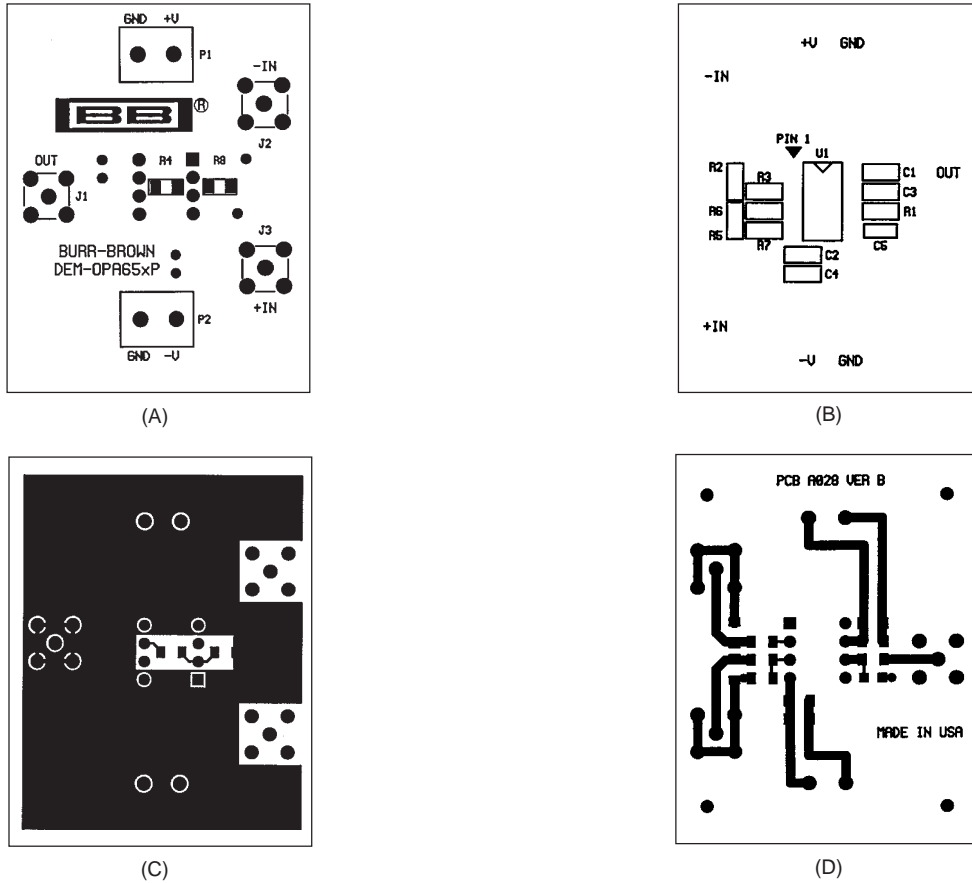 GND +V
P1
-IN
BB®
J2
OUT
R4 R8
J1
J3
BURR-BROWN
DEM-OPA65xP
+IN
P2
GND -V
(A)
+V GND
-IN
PIN 1
U1
R2
R3
C1 OUT
C3
R6
R1
R5
R7
C5
C2
C4
+IN
-V GND
(B)
(C)
PCB A028 VER B
MADE IN USA
(D)